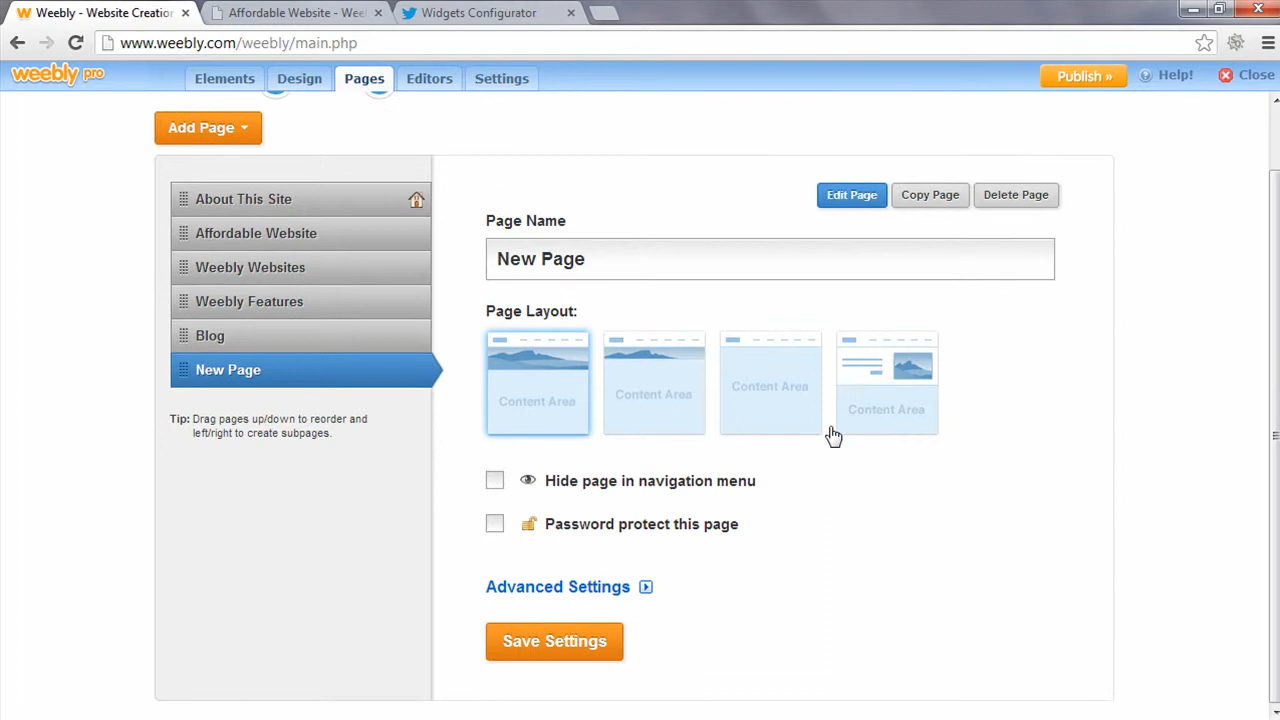 Weebly - Website Creation
Affordable Website - Wee
Widgets Configurator
www.weebly.com/weebly/main.php
weebly pro
Elements
Design
Pages
Editors
Settings
Publish »
Help!
Close
Add Page
About This Site
Affordable Website
Weebly Websites
Weebly Features
Blog
New Page
Tip: Drag pages up/down to reorder and
left/right to create subpages.
Edit Page
Copy Page
Delete Page
Page Name
New Page
Page Layout:
Content Area
Content Area
Content Area
Content Area
Hide page in navigation menu
Password protect this page
Advanced Settings
Save Settings